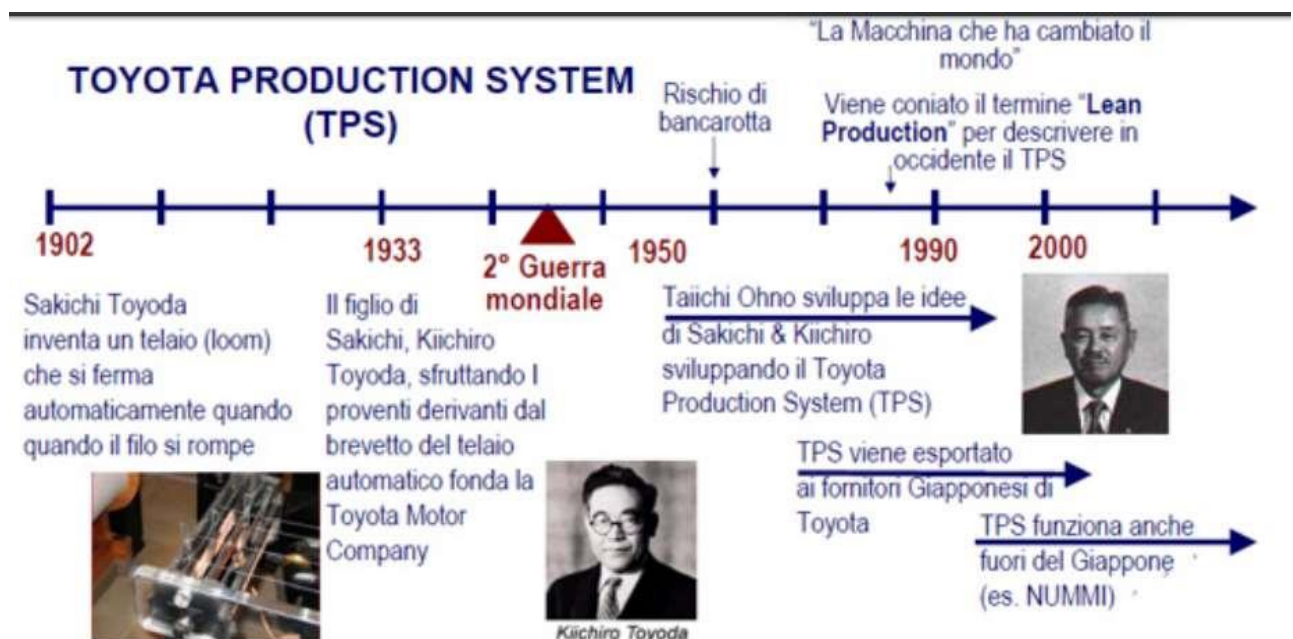 "La Macchina che ha cambiato il
mondo"
TOYOTA PRODUCTION SYSTEM
(TPS)
Rischio di
bancarotta
Viene coniato il termine "Lean
Production" per descrivere in
occidente il TPS
1902
1933
2° Guerra
mondiale
1950
1990
2000
Sakichi Toyoda
inventa un telaio (loom)
che si ferma
automaticamente quando
quando il filo si rompe
Il figlio di
Sakichi, Kiichiro
Toyoda, sfruttando I
proventi derivanti dal
brevetto del telaio
automatico fonda la
Toyota Motor
Company
Kiichiro Toyoda
Taiichi Ohno sviluppa le idee
di Sakichi & Kiichiro
sviluppando il Toyota
Production System (TPS)
TPS viene esportato
ai fornitori Giapponesi di
Toyota
TPS funziona anche
fuori del Giappone
(es. NUMMI)